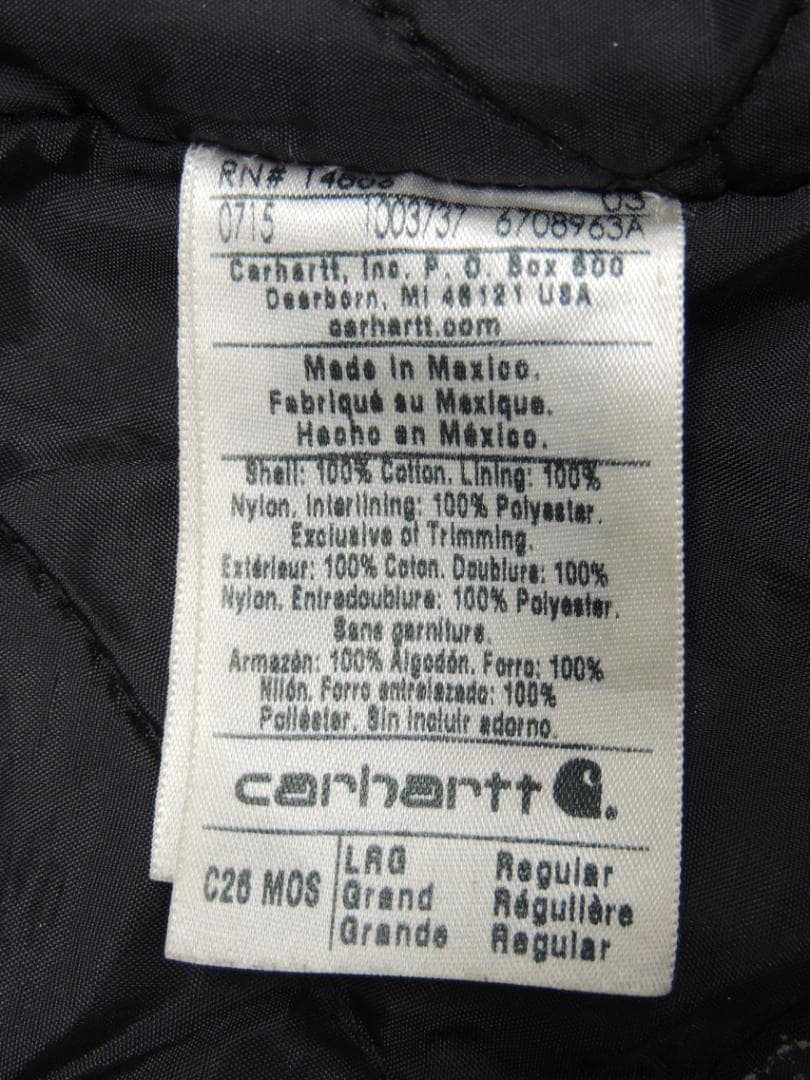 RN# 14806
US
0715 1003737 6708963A
Carhartt, Inc. P. O. Box 600
Dearborn, MI 48121 USA
carhartt.com
Made in Mexico.
Fabriqué au Mexique.
Hecho en México.
Shell: 100% Cotton. Lining: 100%
Nylon. Interlining: 100% Polyester.
Exclusive of Trimming.
Extérieur: 100% Coton. Doublure: 100%
Nylon. Entredoublure: 100% Polyester.
Sans garniture.
Armazón: 100% Algodón. Forro: 100%
Nilón. Forro entrelazado: 100%
Poliéster. Sin incluir adorno.
carhartt
C26 MOS
LRG Regular
Grand Régulière
Grande Regular